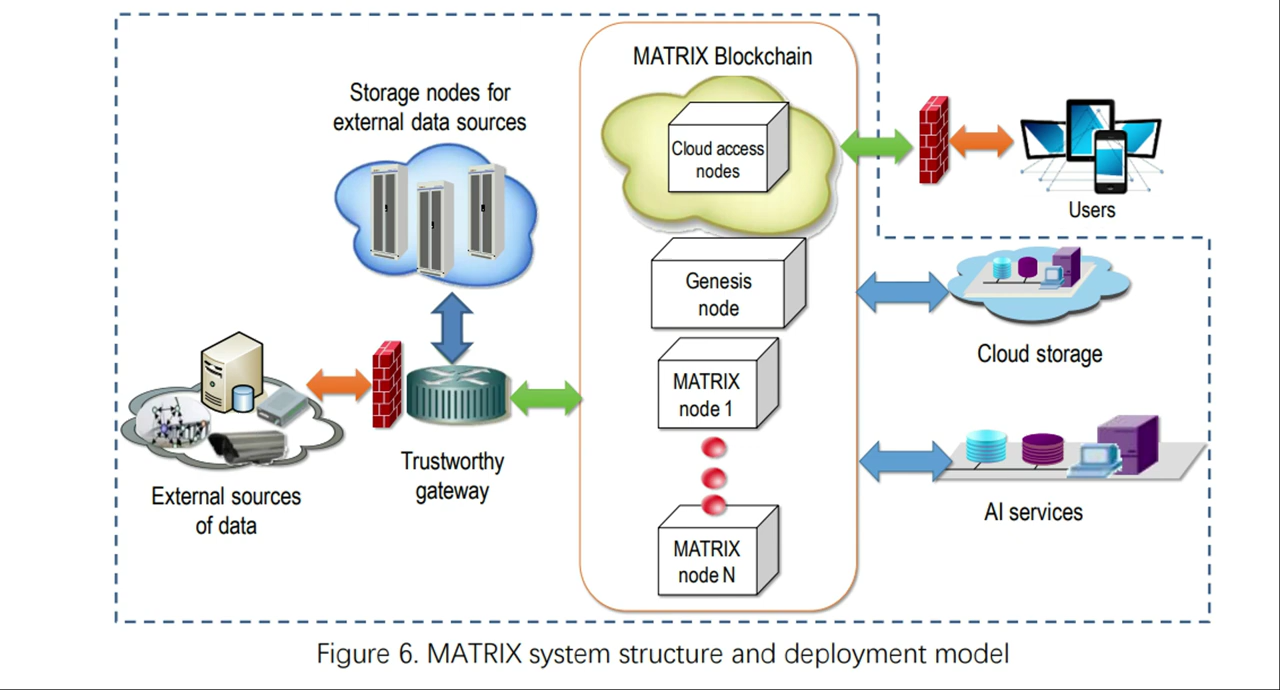 MATRIX Blockchain
Storage nodes for
external data sources
Cloud access
nodes
Users
Genesis
node
Cloud storage
MATRIX
node 1
Trustworthy
gateway
External sources
of data
AI services
MATRIX
node N
Figure 6. MATRIX system structure and deployment model